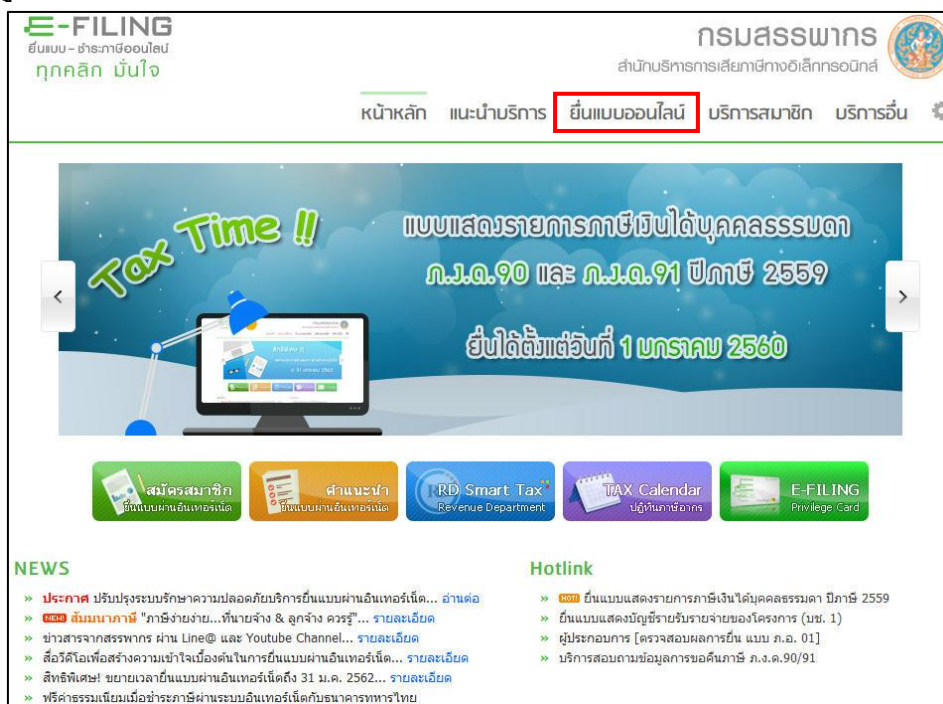 E-FILING
ยื่นแบบ - ชำระภาษีออนไลน์
ทุกคลิก มั่นใจ
กรมสรรพากร
สำนักบริหารการเสียภาษีทางอิเล็กทรอนิกส์
หน้าหลัก แนะนำบริการ ยื่นแบบออนไลน์ บริการสมาชิก บริการอื่น
Tax Time !!
แบบแสดงรายการภาษีเงินได้บุคคลธรรมดา
ภ.ง.ด.90 และ ภ.ง.ด.91 ปีภาษี 2559
ยื่นได้ตั้งแต่วันที่ 1 มกราคม 2560
สมัครสมาชิก
ยื่นแบบผ่านอินเทอร์เน็ต
คำแนะนำ
ยื่นแบบผ่านอินเทอร์เน็ต
RD Smart Tax
Revenue Department
TAX Calendar
ปฏิทินภาษีอากร
E-FILING
Privilege Card
NEWS
» ประกาศ ปรับปรุงระบบรักษาความปลอดภัยบริการยื่นแบบผ่านอินเทอร์เน็ต... อ่านต่อ
» NEW! สัมมนาภาษี "ภาษีง่ายง่าย...ที่นายจ้าง & ลูกจ้าง ควรรู้"... รายละเอียด
» ข่าวสารจากสรรพากร ผ่าน Line@ และ Youtube Channel... รายละเอียด
» สื่อวีดีโอเพื่อสร้างความเข้าใจเบื้องต้นในการยื่นแบบผ่านอินเทอร์เน็ต... รายละเอียด
» สิทธิพิเศษ! ขยายเวลายื่นแบบผ่านอินเทอร์เน็ตถึง 31 ม.ค. 2562... รายละเอียด
» ฟรีค่าธรรมเนียมเมื่อชำระภาษีผ่านระบบอินเทอร์เน็ตกับธนาคารทหารไทย
Hotlink
» HOT! ยื่นแบบแสดงรายการภาษีเงินได้บุคคลธรรมดา ปีภาษี 2559
» ยื่นแบบแสดงบัญชีรายรับรายจ่ายของโครงการ (บช. 1)
» ผู้ประกอบการ [ตรวจสอบผลการยื่น แบบ ภ.อ. 01]
» บริการสอบถามข้อมูลการขอคืนภาษี ภ.ง.ด.90/91